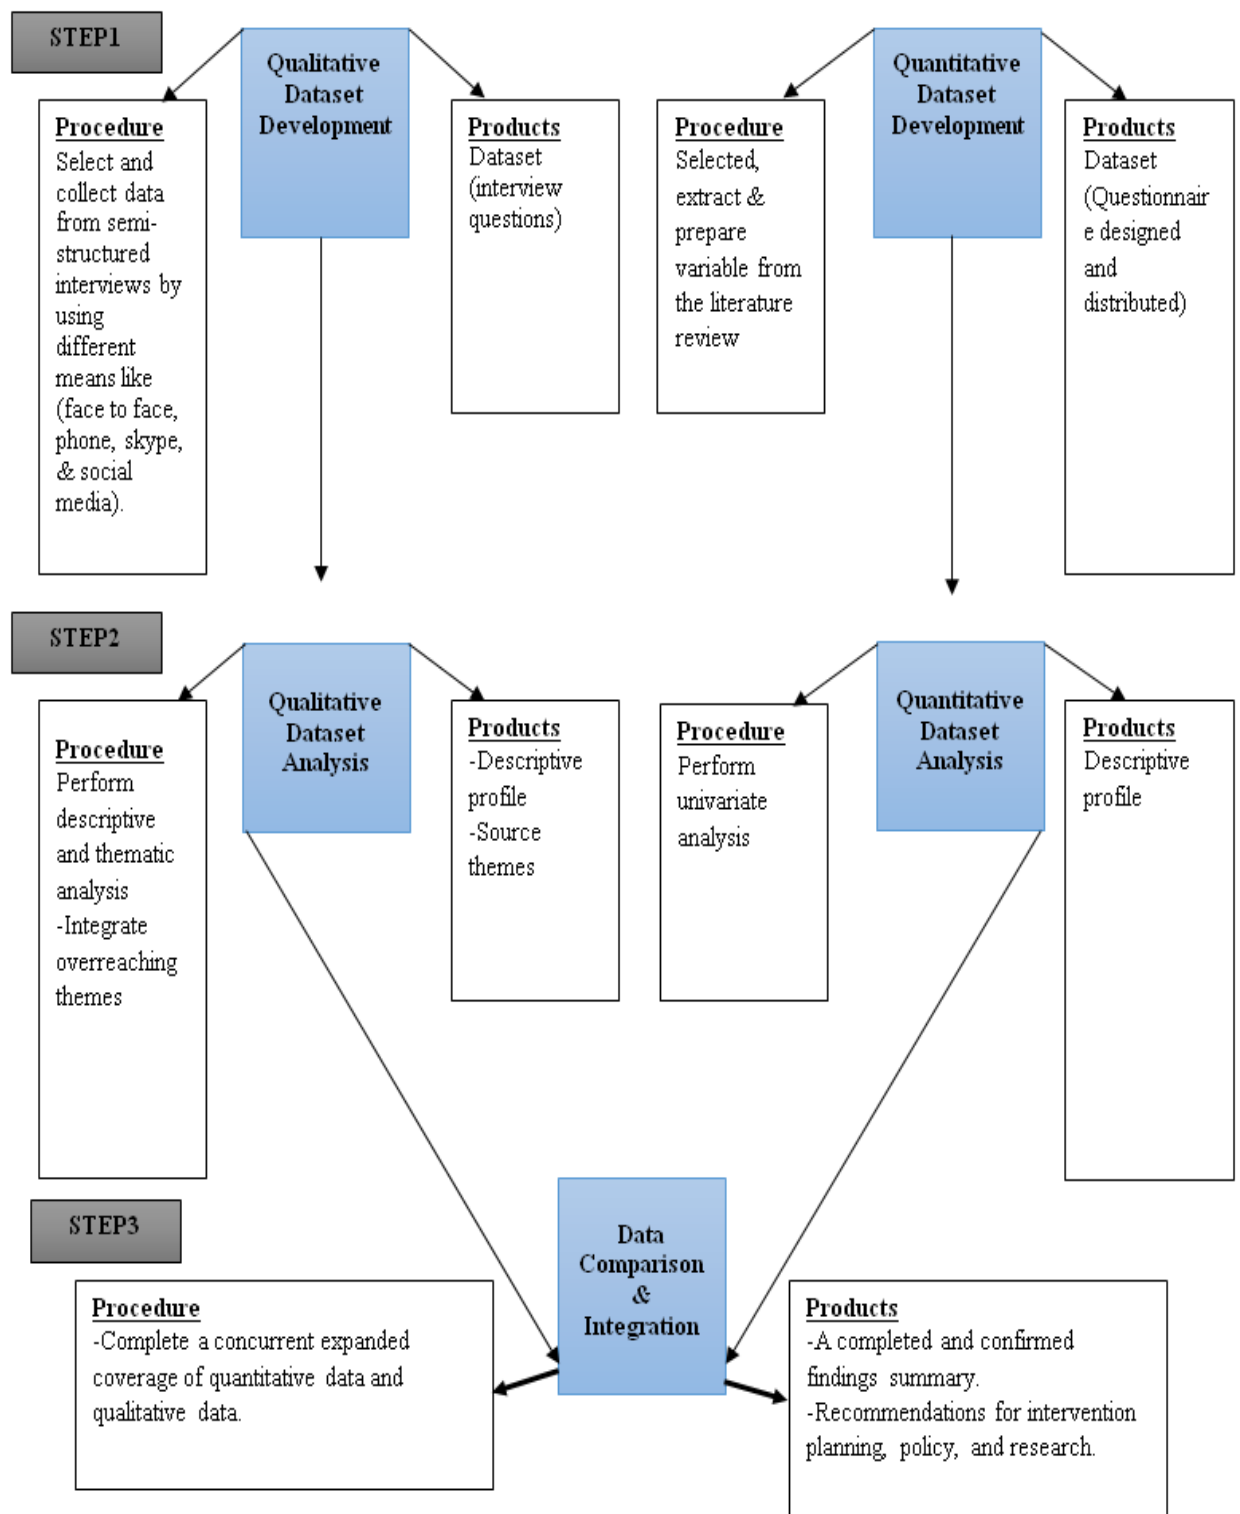 STEP1
Qualitative
Dataset
Development
Quantitative
Dataset
Development
Procedure
Select and
collect data
from semi-
structured
interviews by
using
different
means like
(face to face,
phone, skype,
& social
media).
Products
Dataset
(interview
questions)
Procedure
Selected,
extract &
prepare
variable from
the literature
review
Products
Dataset
(Questionnair
e designed
and
distributed)
STEP2
Qualitative
Dataset
Analysis
Quantitative
Dataset
Analysis
Procedure
Perform
descriptive
and thematic
analysis
-Integrate
overreaching
themes
Products
-Descriptive
profile
-Source
themes
Procedure
Perform
univariate
analysis
Products
Descriptive
profile
STEP3
Data
Comparison
&
Integration
Procedure
-Complete a concurrent expanded
coverage of quantitative data and
qualitative data.
Products
-A completed and confirmed
findings summary.
-Recommendations for intervention
planning, policy, and research.